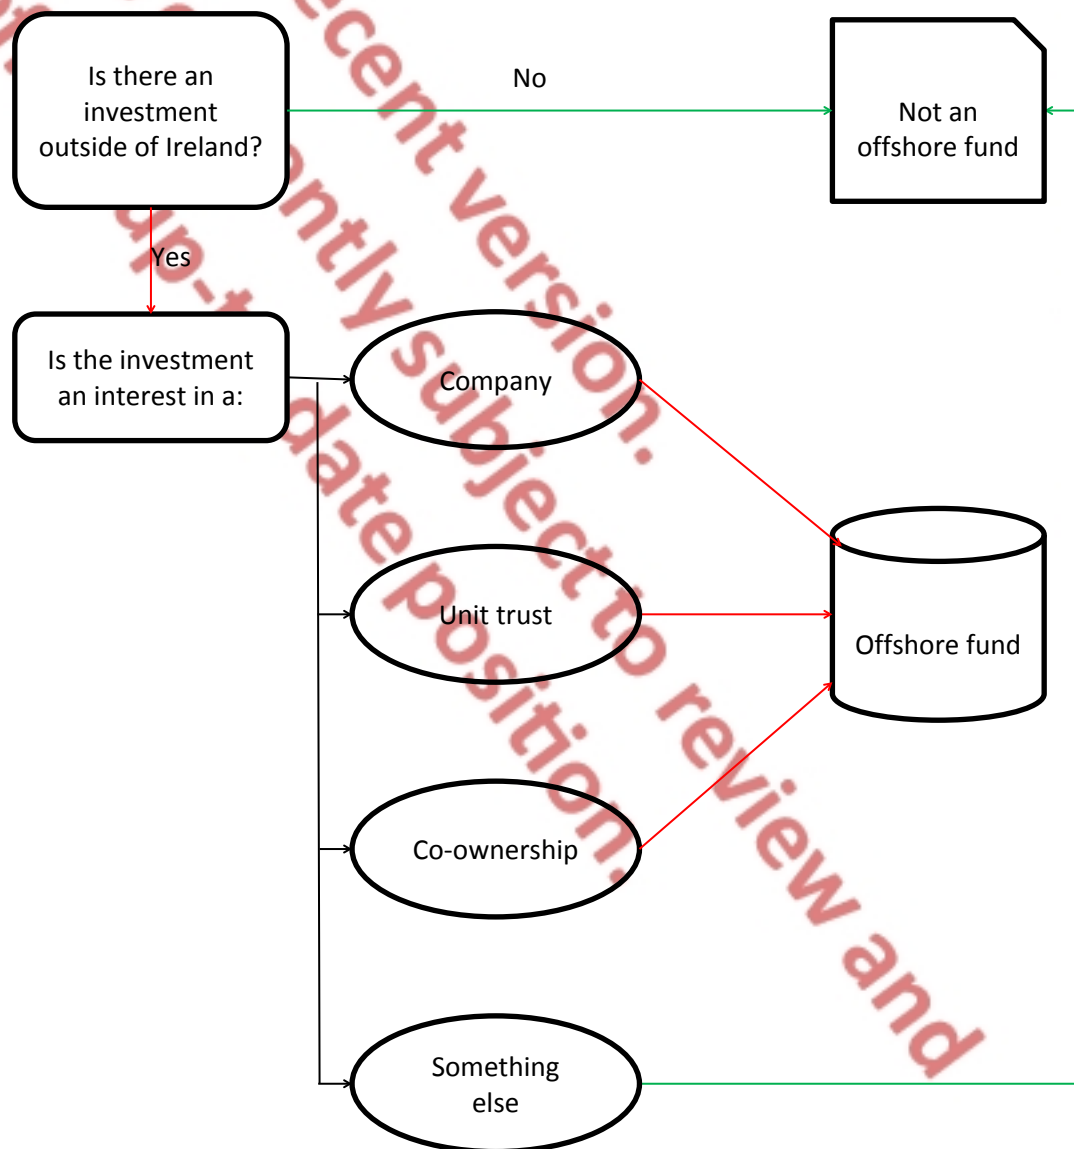 Is there an
investment
outside of Ireland?
No
Not an
offshore fund
Yes
Is the investment
an interest in a:
Company
Unit trust
Offshore fund
Co-ownership
Something
else
ecent version.
ntly subject to review and
up-to date position.